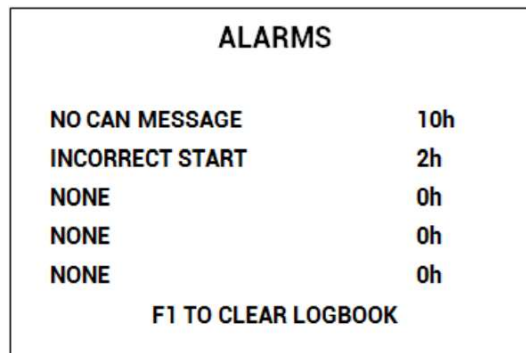 ALARMS
NO CAN MESSAGE 10h
INCORRECT START 2h
NONE 0h
NONE 0h
NONE 0h
F1 TO CLEAR LOGBOOK